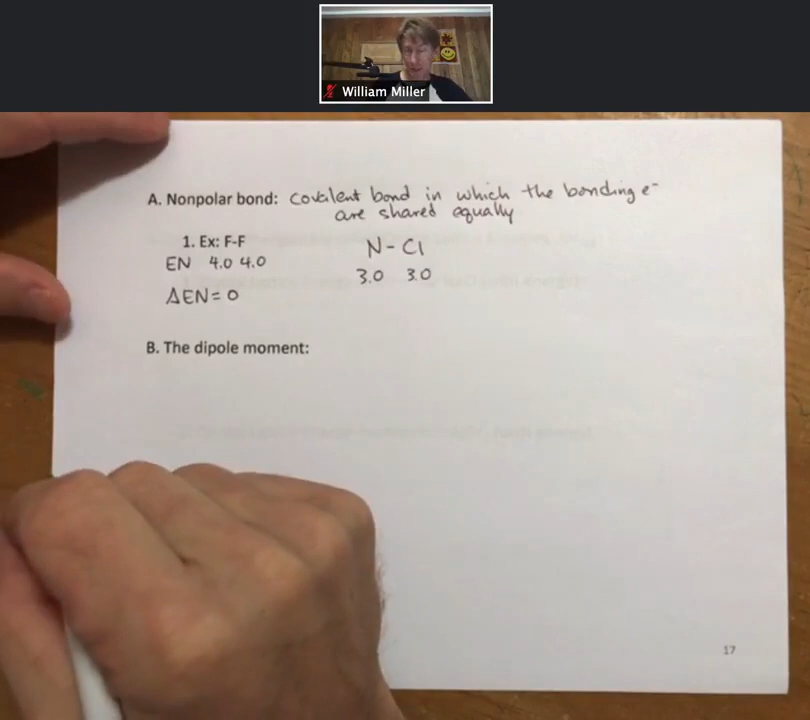 William Miller
A. Nonpolar bond: covalent bond in which the bonding e⁻
are shared equally
1. Ex: F-F
N - Cl
EN 4.0 4.0
3.0 3.0
ΔEN = 0
B. The dipole moment:
17